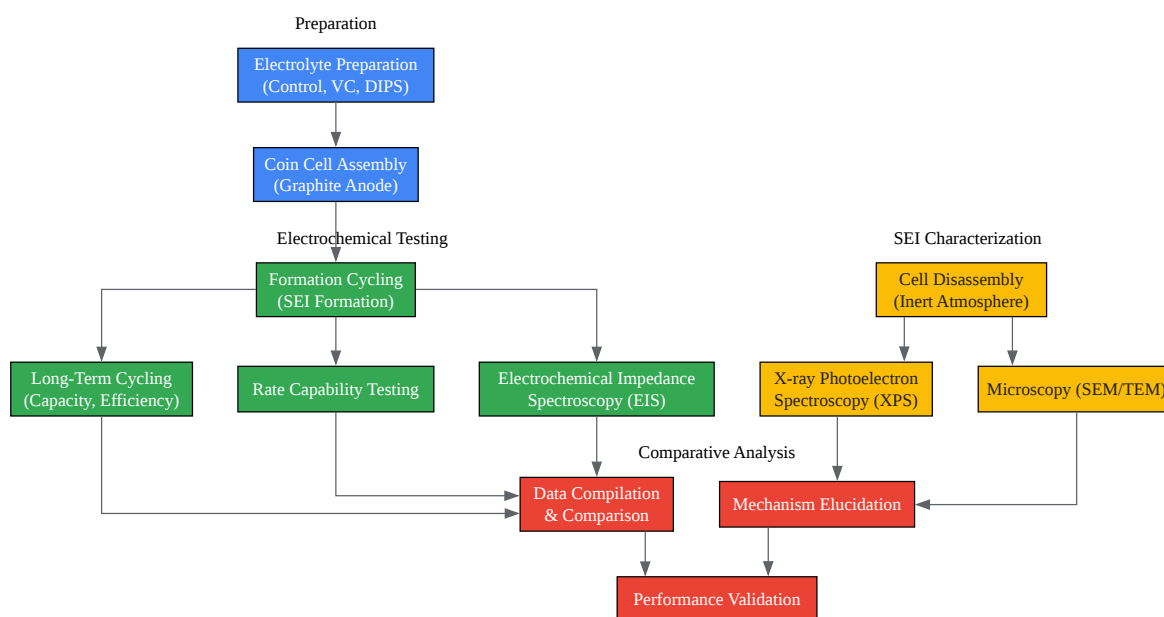 Preparation
Electrolyte Preparation
(Control, VC, DIPS)
Coin Cell Assembly
(Graphite Anode)
Electrochemical Testing
SEI Characterization
Formation Cycling
(SEI Formation)
Cell Disassembly
(Inert Atmosphere)
Long-Term Cycling
(Capacity, Efficiency)
Rate Capability Testing
Electrochemical Impedance
Spectroscopy (EIS)
X-ray Photoelectron
Spectroscopy (XPS)
Microscopy (SEM/TEM)
Comparative Analysis
Data Compilation
& Comparison
Mechanism Elucidation
Performance Validation